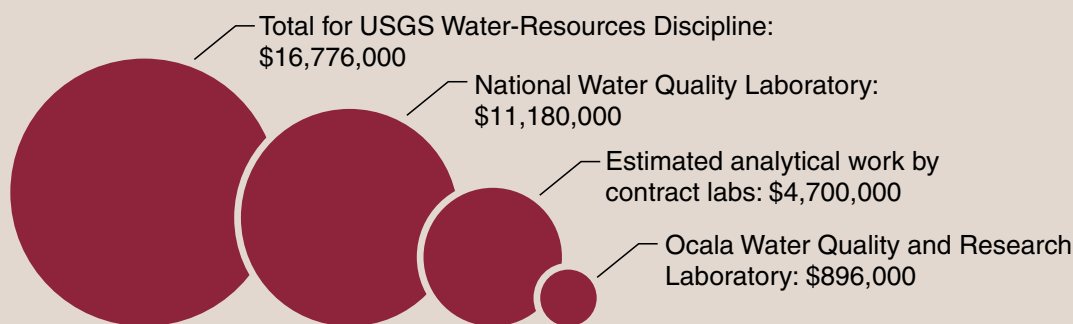 Total for USGS Water-Resources Discipline:
$16,776,000
National Water Quality Laboratory:
$11,180,000
Estimated analytical work by
contract labs: $4,700,000
Ocala Water Quality and Research
Laboratory: $896,000